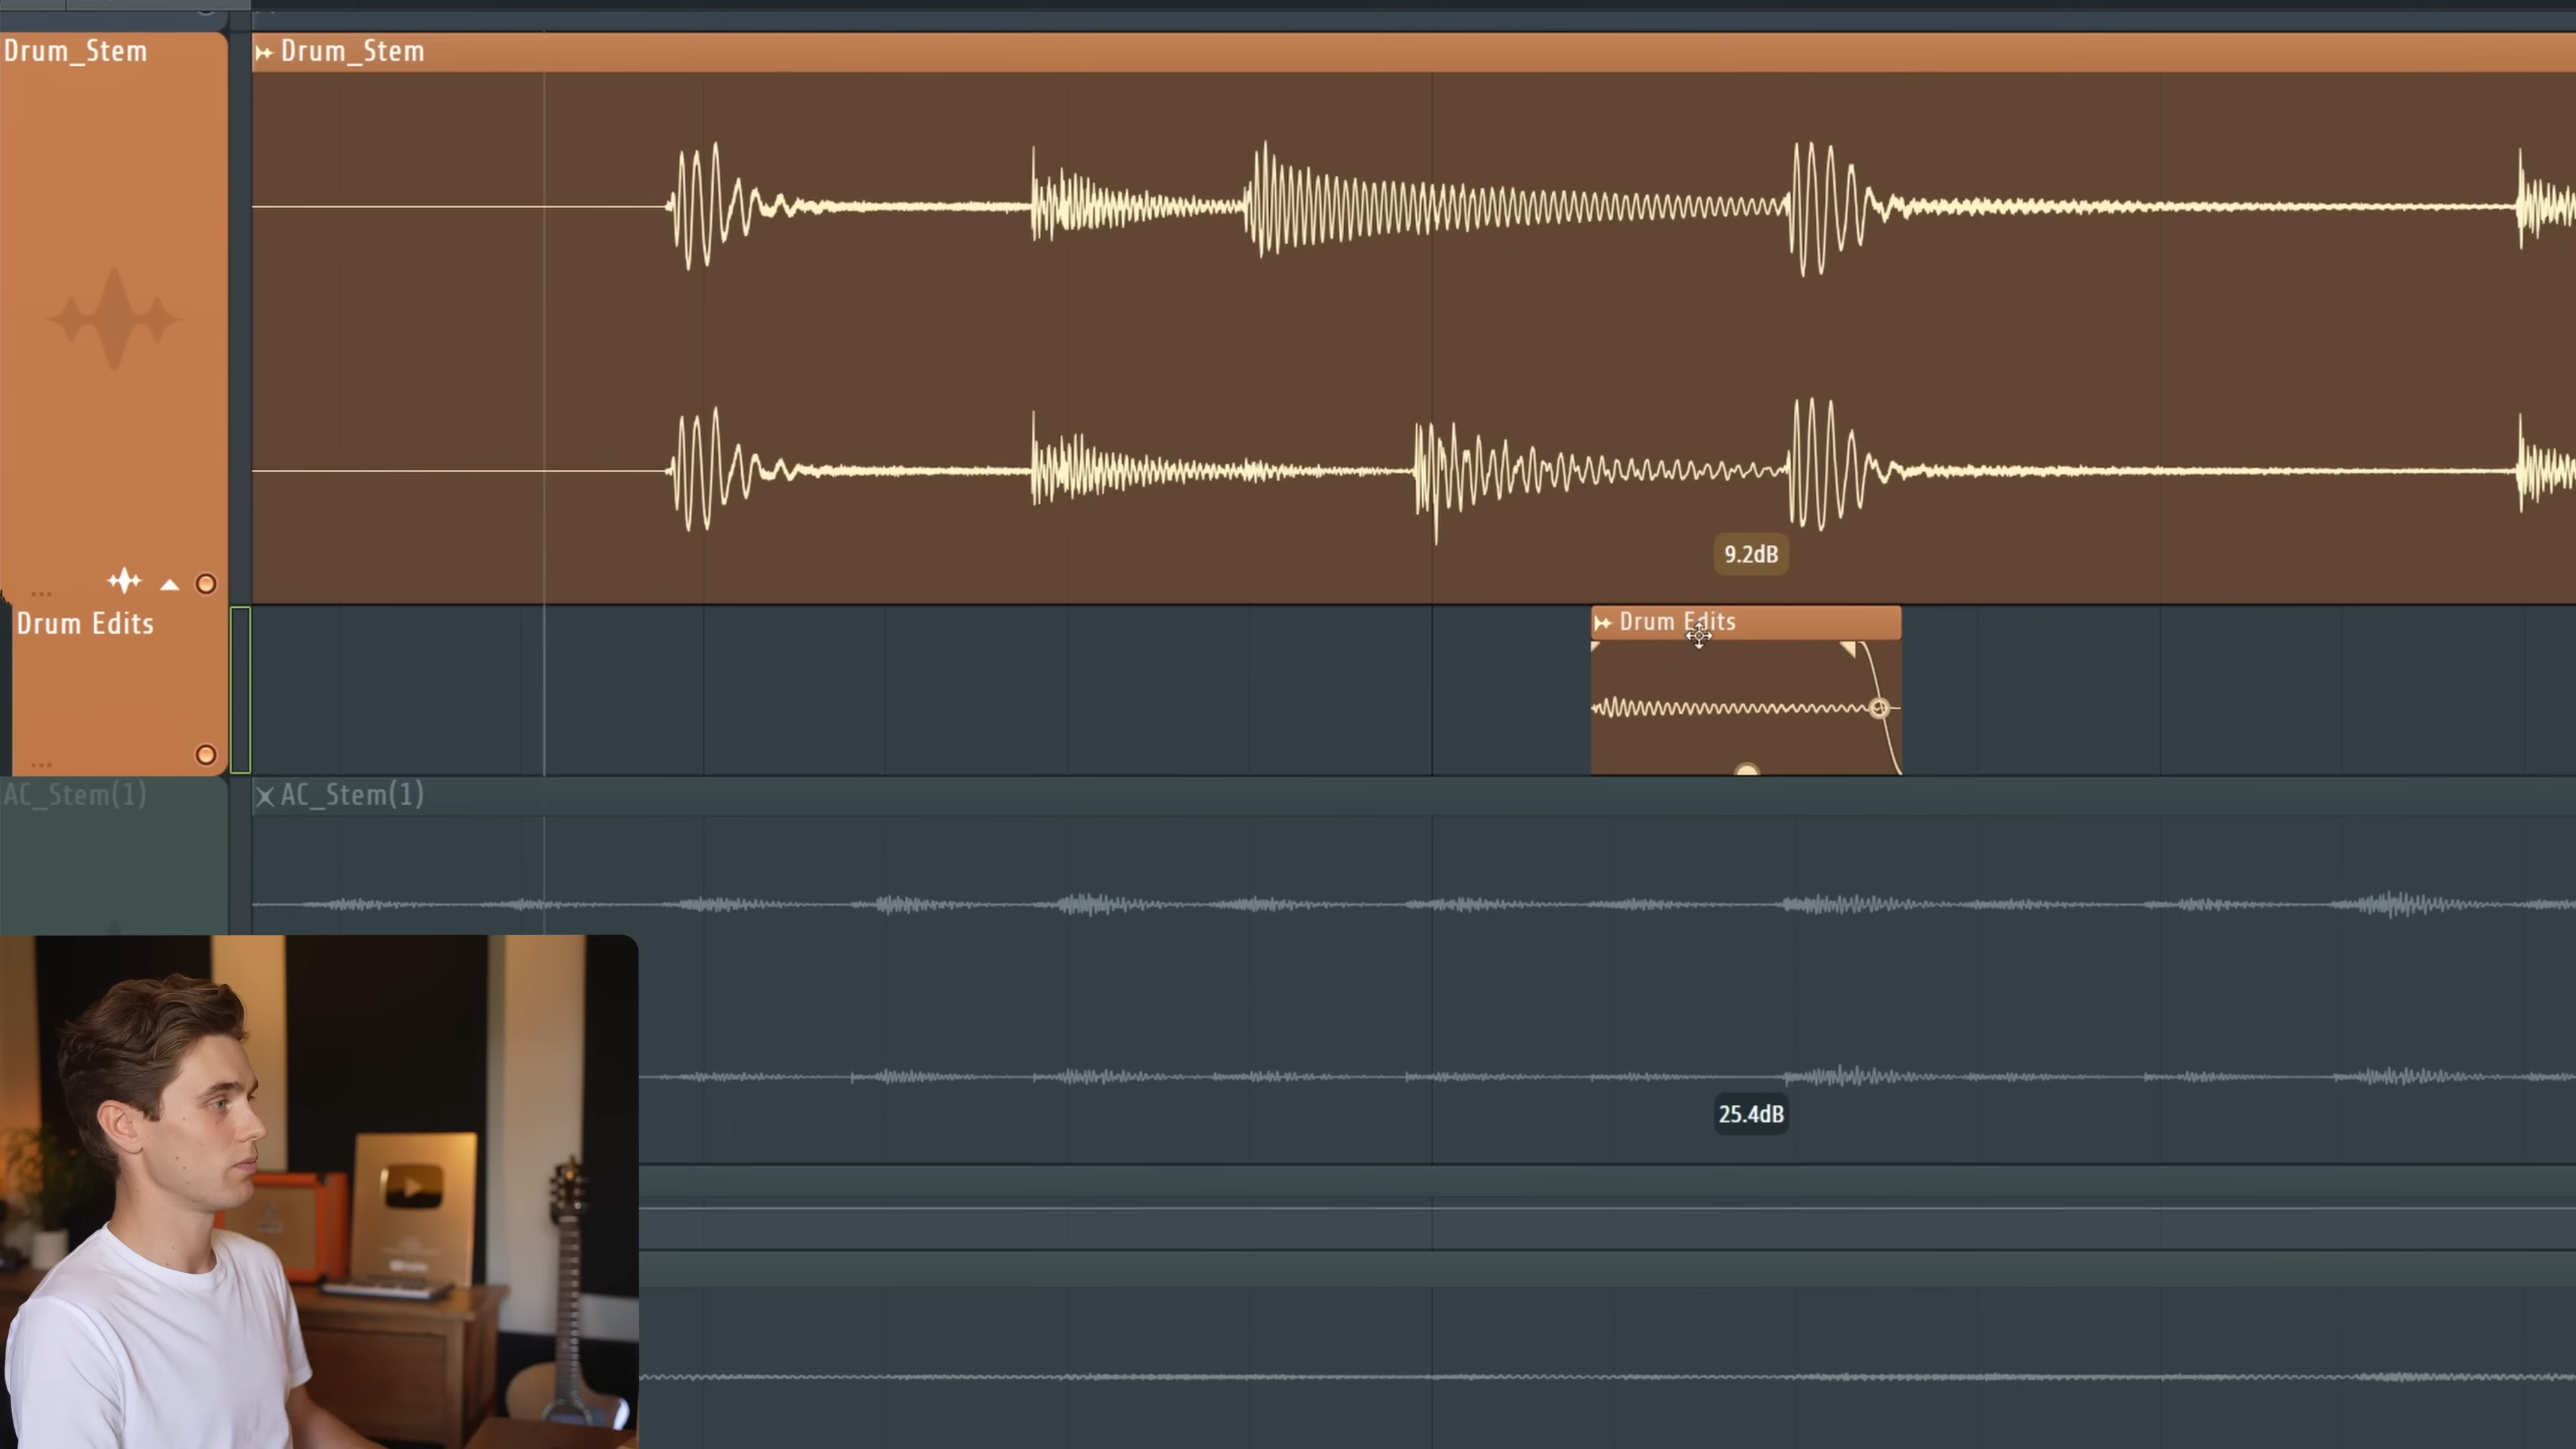 Drum_Stem
Drum_Stem
9.2dB
Drum Edits
Drum Edits
AC_Stem(1)
AC_Stem(1)
25.4dB